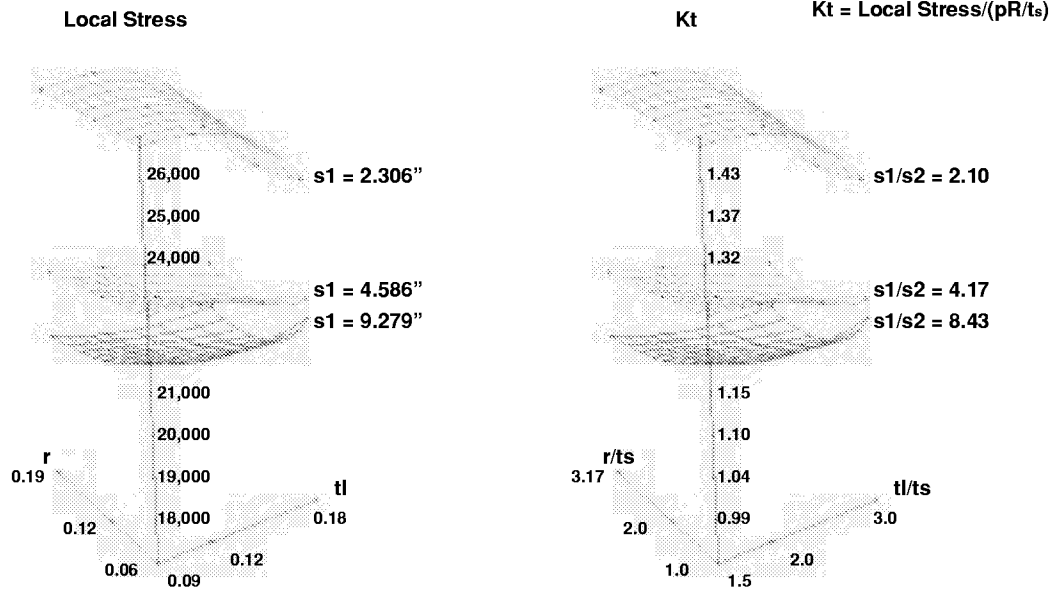 Local Stress
Kt
Kt = Local Stress/(pR/ts)
26,000
s1 = 2.306”
25,000
24,000
s1 = 4.586”
s1 = 9.279”
21,000
20,000
r
0.19
19,000
tl
0.18
18,000
0.12
0.12
0.06
0.09
1.43
s1/s2 = 2.10
1.37
1.32
s1/s2 = 4.17
s1/s2 = 8.43
1.15
1.10
r/ts
3.17
1.04
tl/ts
3.0
0.99
2.0
2.0
1.0
1.5